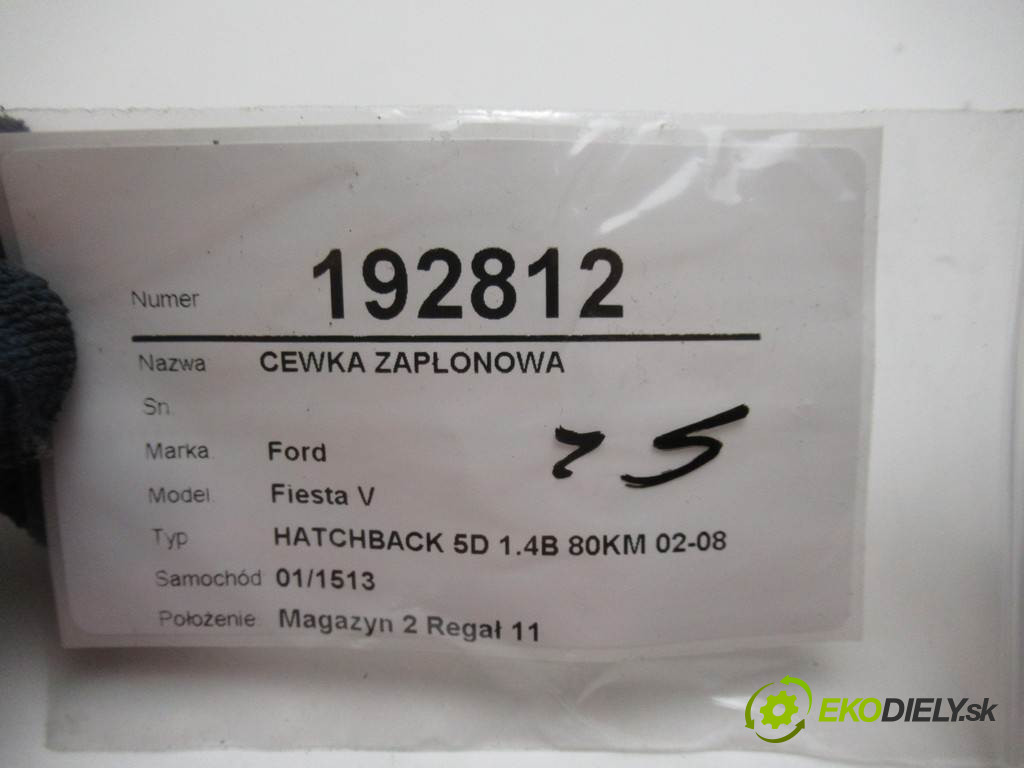 Numer 192812
Nazwa CEWKA ZAPŁONOWA
Sn.
Marka Ford
25
Model Fiesta V
Typ HATCHBACK 5D 1.4B 80KM 02-08
Samochód 01/1513
Położenie Magazyn 2 Regał 11
EKODIELY.sk